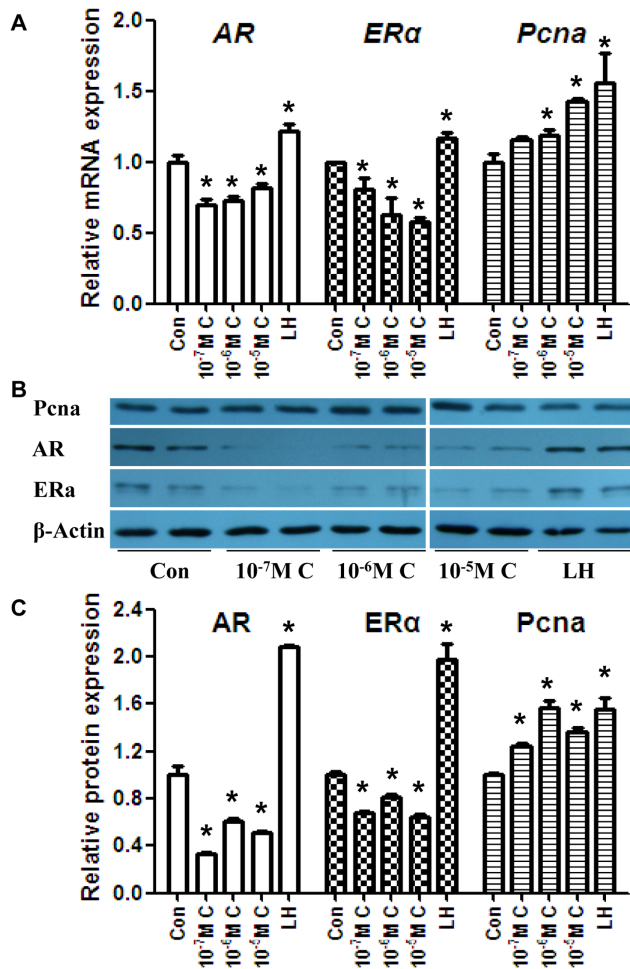 A
AR ERα Pcna
Relative mRNA expression
2.0
1.5
1.0
0.5
0.0
* * * * * * * * * * *
Con 10⁻⁷M C 10⁻⁶M C 10⁻⁵M C LH Con 10⁻⁷M C 10⁻⁶M C 10⁻⁵M C LH Con 10⁻⁷M C 10⁻⁶M C 10⁻⁵M C LH
B
Pcna
AR
ERa
β-Actin
Con 10⁻⁷M C 10⁻⁶M C 10⁻⁵M C LH
C
AR ERα Pcna
Relative protein expression
2.4
2.0
1.6
1.2
0.8
0.4
0.0
* * * * * * * * * * * *
Con 10⁻⁷M C 10⁻⁶M C 10⁻⁵M C LH Con 10⁻⁷M C 10⁻⁶M C 10⁻⁵M C LH Con 10⁻⁷M C 10⁻⁶M C 10⁻⁵M C LH